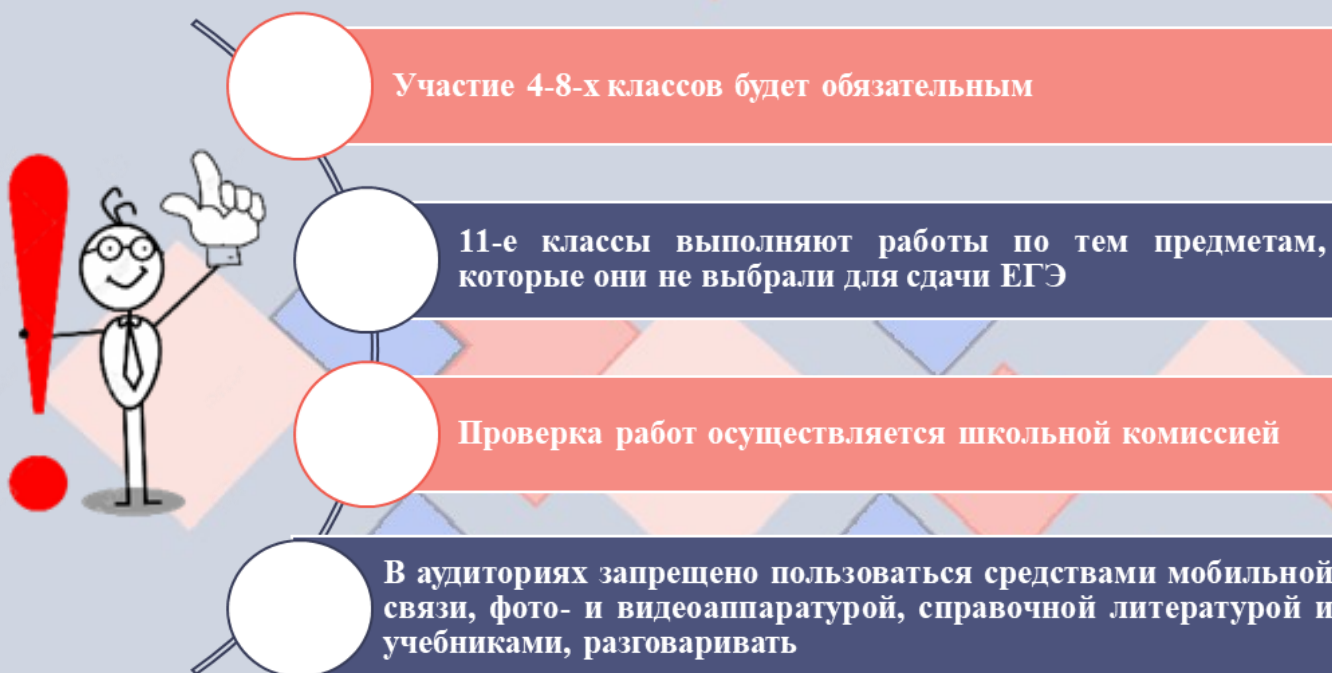 Участие 4-8-х классов будет обязательным
11-е классы выполняют работы по тем предметам,
которые они не выбрали для сдачи ЕГЭ
Проверка работ осуществляется школьной комиссией
В аудиториях запрещено пользоваться средствами мобильной
связи, фото- и видеоаппаратурой, справочной литературой и
учебниками, разговаривать